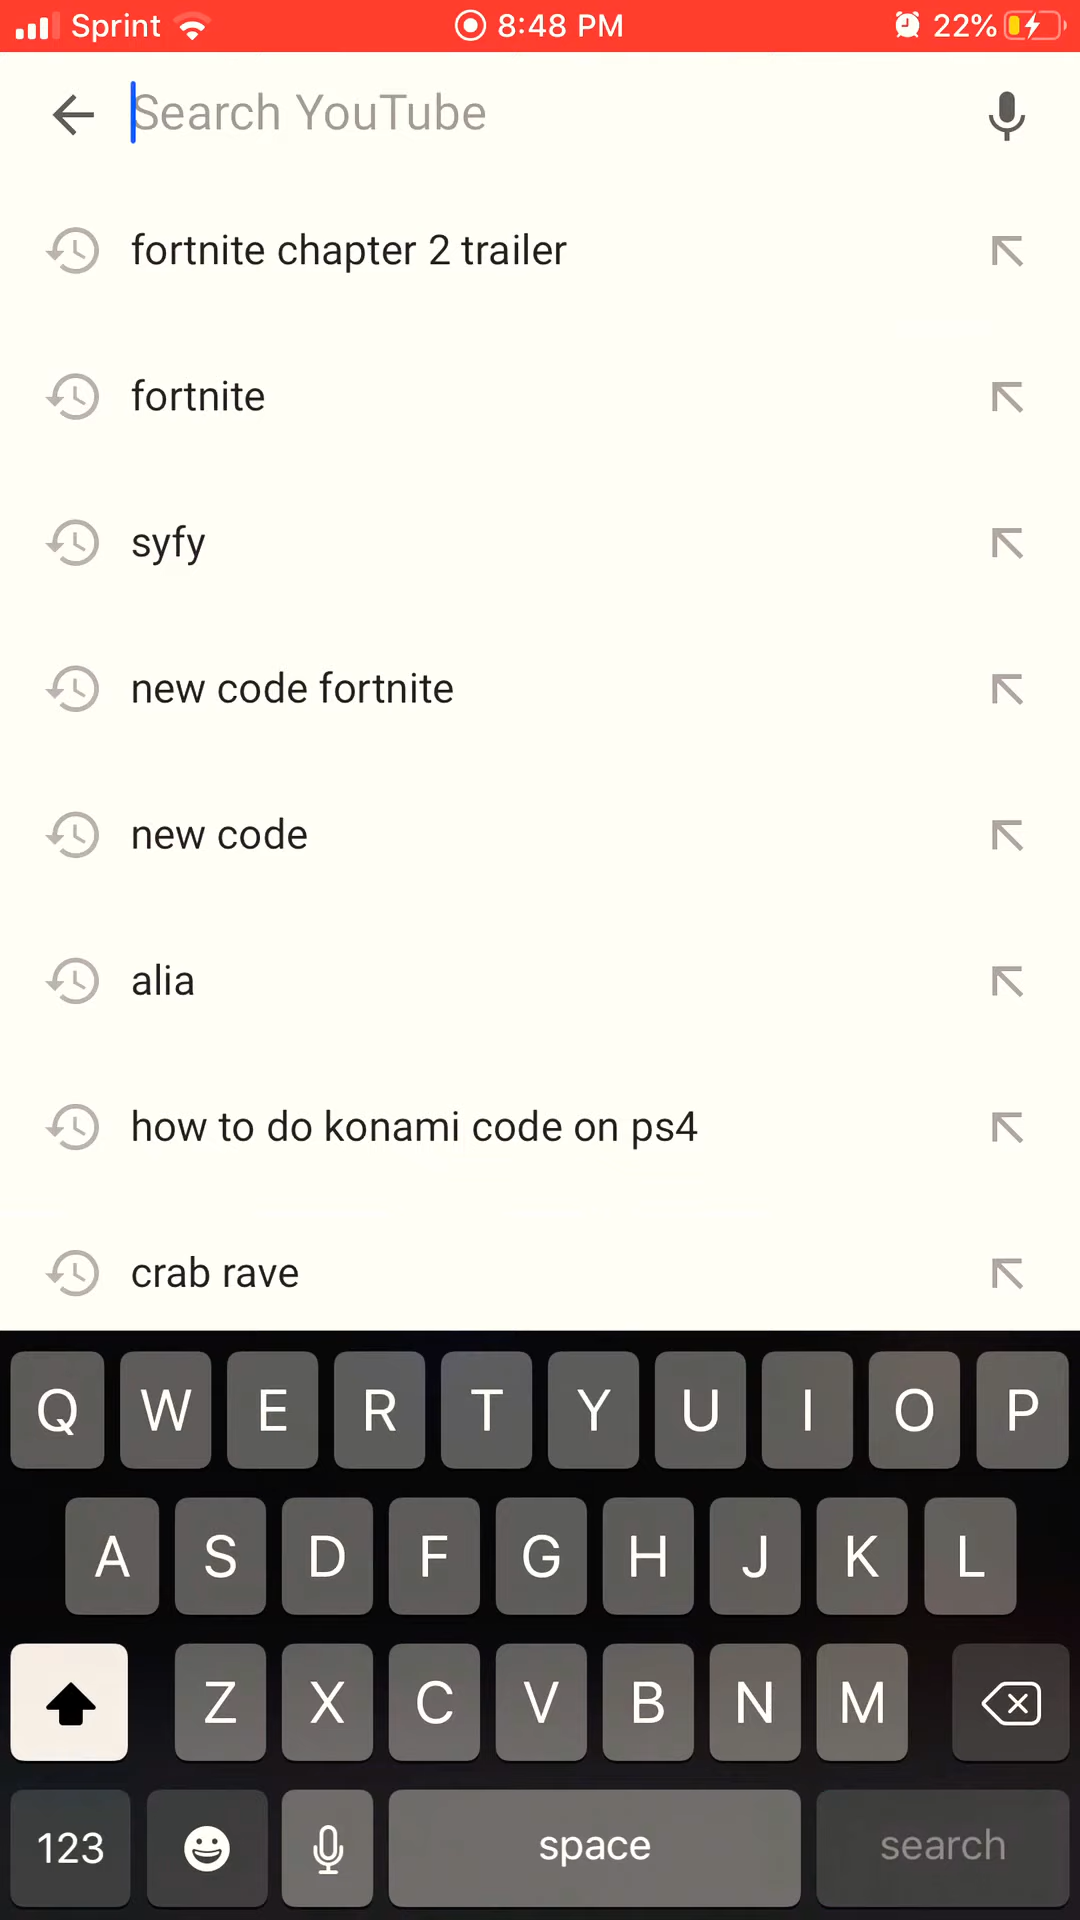 Sprint 8:48 PM 22%
Search YouTube
fortnite chapter 2 trailer
fortnite
syfy
new code fortnite
new code
alia
how to do konami code on ps4
crab rave
Q W E R T Y U I O P
A S D F G H J K L
Z X C V B N M
123 space search